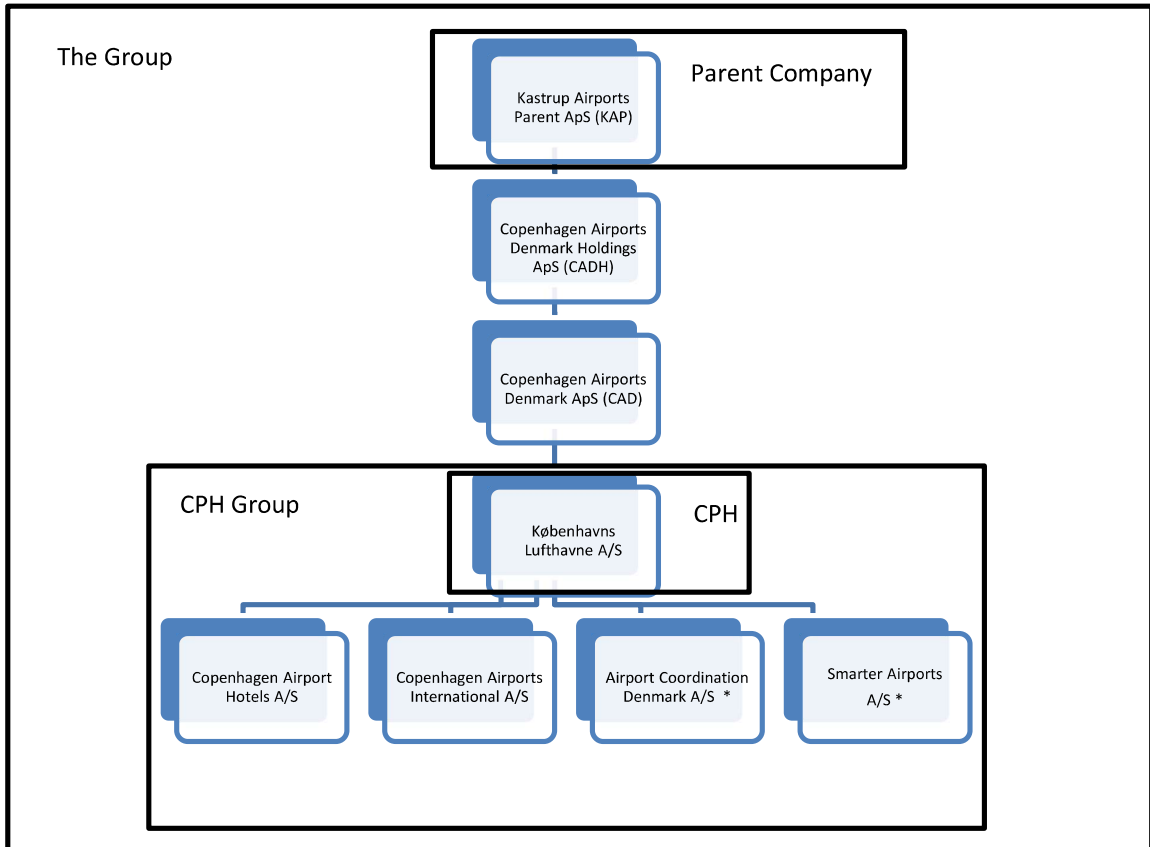 The Group
Parent Company
Kastrup Airports
Parent ApS (KAP)
Copenhagen Airports
Denmark Holdings
ApS (CADH)
Copenhagen Airports
Denmark ApS (CAD)
CPH Group
CPH
Københavns
Lufthavne A/S
Copenhagen Airport
Hotels A/S
Copenhagen Airports
International A/S
Airport Coordination
Denmark A/S *
Smarter Airports
A/S *